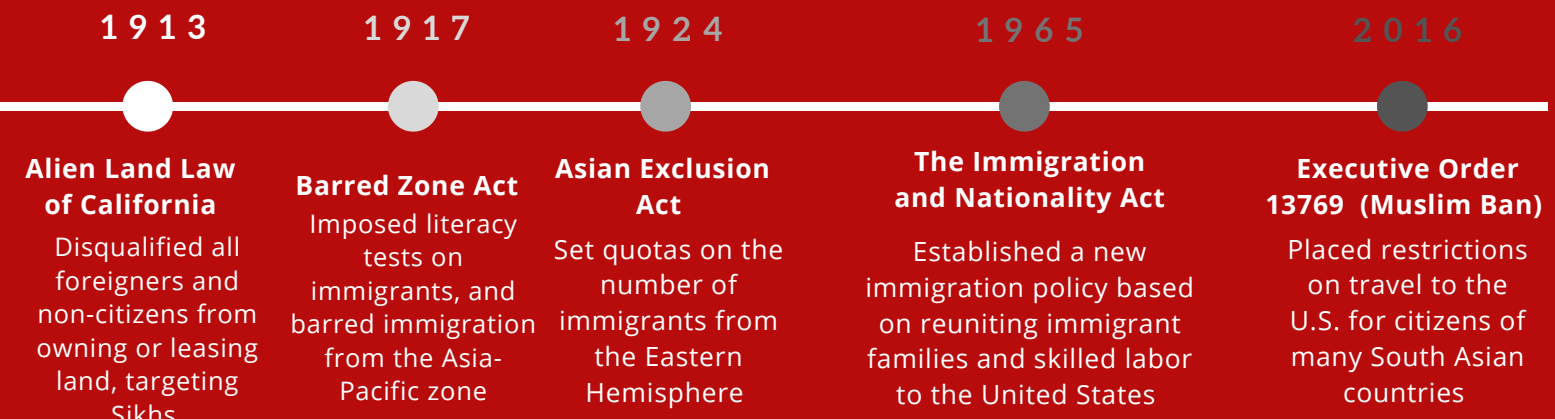 1913
Alien Land Law
of California
Disqualified all
foreigners and
non-citizens from
owning or leasing
land, targeting
Sikhs
1917
Barred Zone Act
Imposed literacy
tests on
immigrants, and
barred immigration
from the Asia-
Pacific zone
1924
Asian Exclusion
Act
Set quotas on the
number of
immigrants from
the Eastern
Hemisphere
1965
The Immigration
and Nationality Act
Established a new
immigration policy based
on reuniting immigrant
families and skilled labor
to the United States
2016
Executive Order
13769 (Muslim Ban)
Placed restrictions
on travel to the
U.S. for citizens of
many South Asian
countries